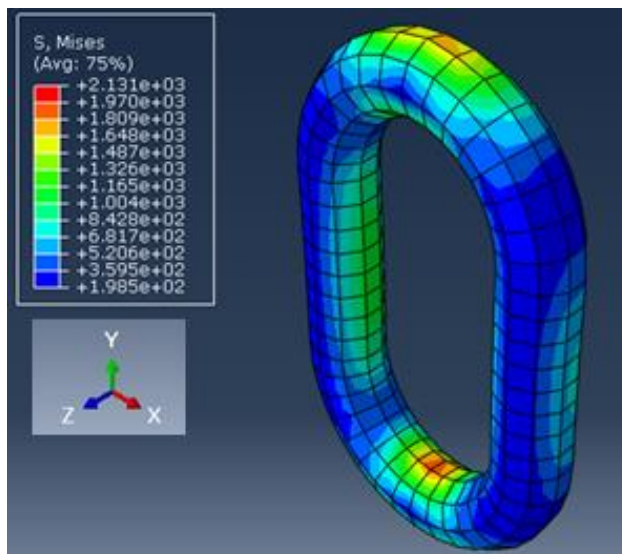 S, Mises
(Avg: 75%)
+2.131e+03
+1.970e+03
+1.809e+03
+1.648e+03
+1.487e+03
+1.326e+03
+1.165e+03
+1.004e+03
+8.428e+02
+6.817e+02
+5.206e+02
+3.595e+02
+1.985e+02
Y
Z X